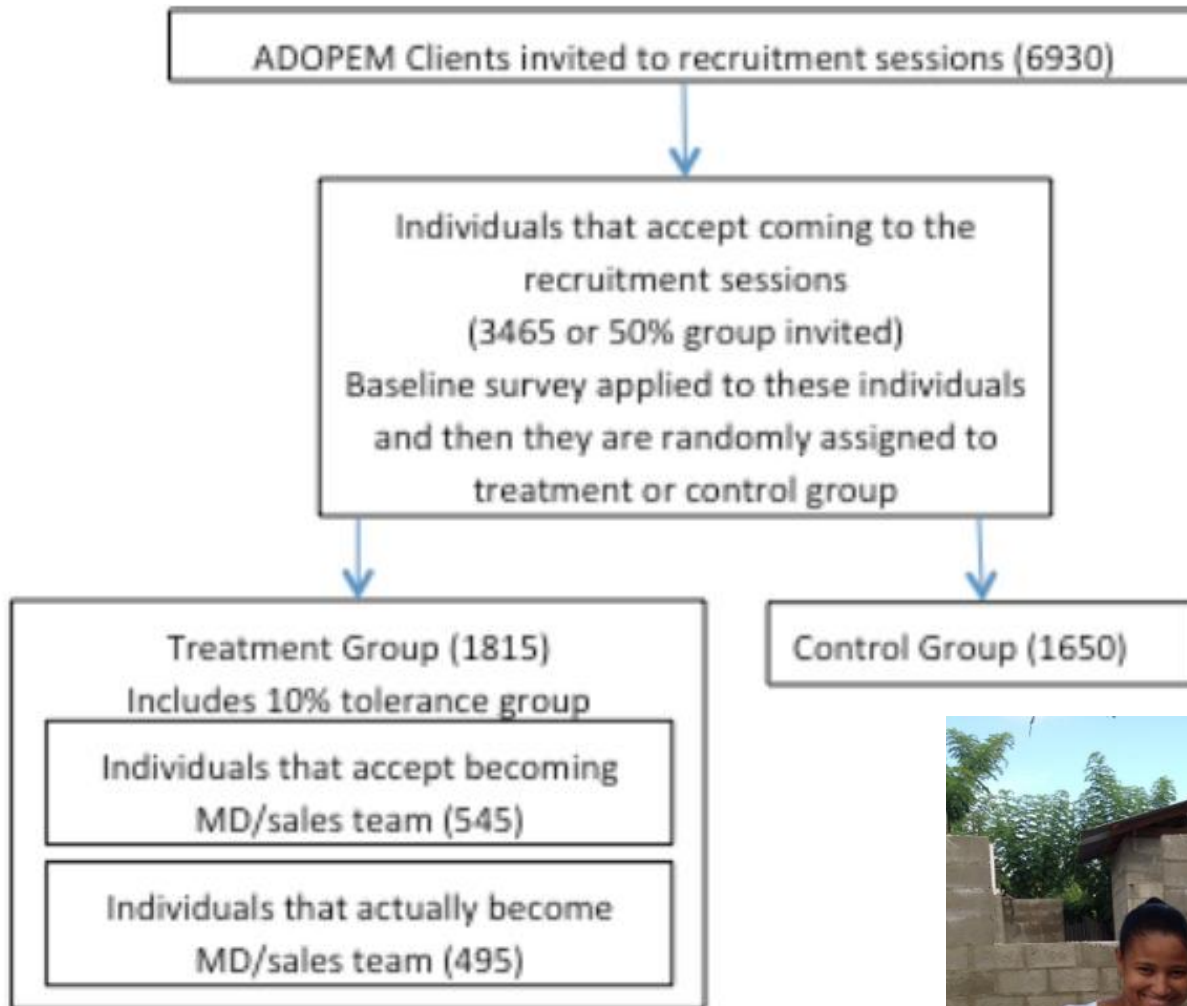 ADOPEM Clients invited to recruitment sessions (6930)
Individuals that accept coming to the
recruitment sessions
(3465 or 50% group invited)
Baseline survey applied to these individuals
and then they are randomly assigned to
treatment or control group
Treatment Group (1815)
Includes 10% tolerance group
Individuals that accept becoming
MD/sales team (545)
Individuals that actually become
MD/sales team (495)
Control Group (1650)